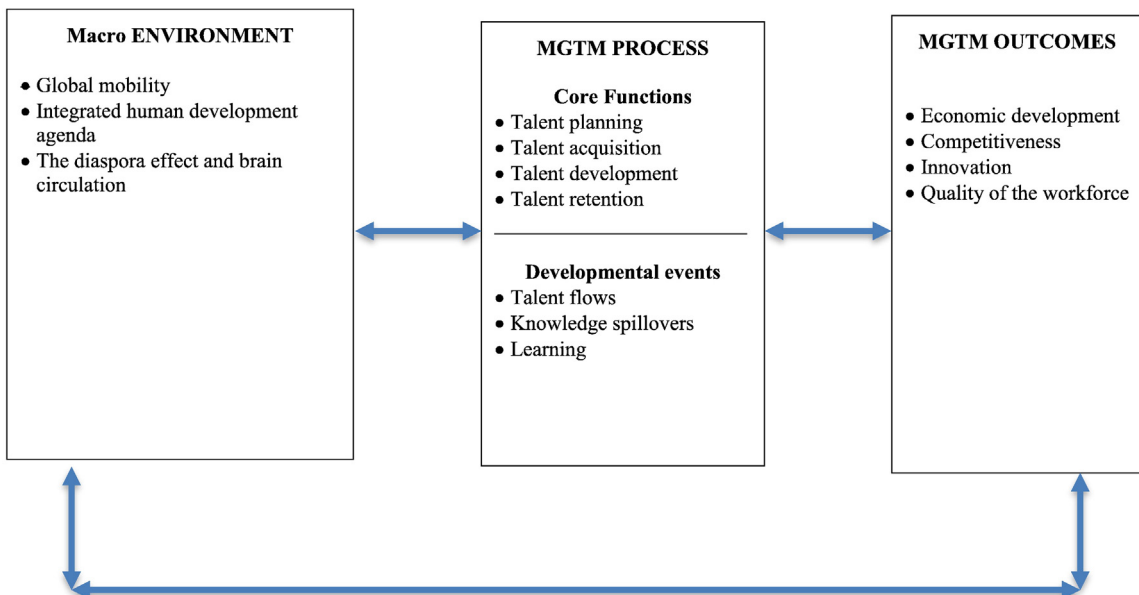 Macro ENVIRONMENT
• Global mobility
• Integrated human development
agenda
• The diaspora effect and brain
circulation
MGTM PROCESS
Core Functions
• Talent planning
• Talent acquisition
• Talent development
• Talent retention
Developmental events
• Talent flows
• Knowledge spillovers
• Learning
MGTM OUTCOMES
• Economic development
• Competitiveness
• Innovation
• Quality of the workforce